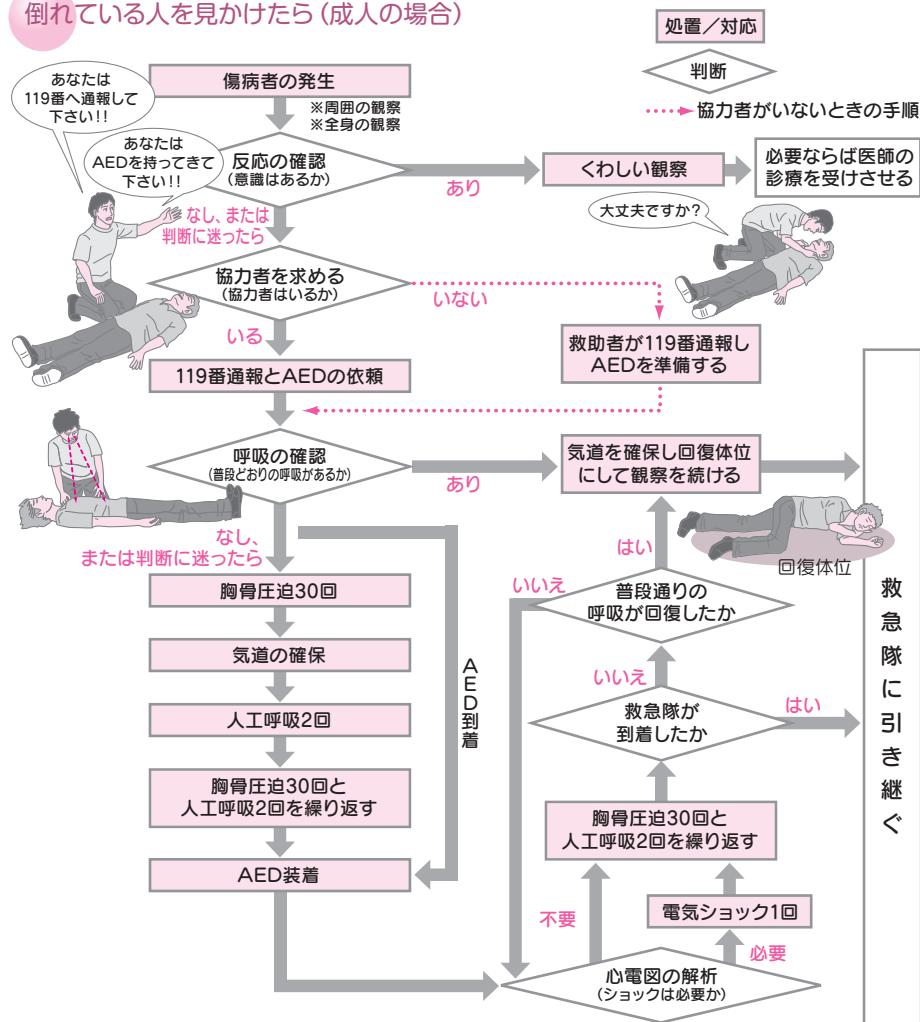 倒れている人を見かけたら(成人の場合)
処置／対応
判断
協力者がいないときの手順
あなたは
119番へ通報して
下さい!!
あなたは
AEDを持ってきて
下さい!!
傷病者の発生
※周囲の観察
※全身の観察
反応の確認
(意識はあるか)
あり
くわしい観察
必要ならば医師の
診療を受けさせる
大丈夫ですか？
なし、または
判断に迷ったら
協力者を求める
(協力者はいるか)
いない
いる
救助者が119番通報し
AEDを準備する
119番通報とAEDの依頼
呼吸の確認
(普段どおりの呼吸があるか)
あり
気道を確保し回復体位
にして観察を続ける
回復体位
なし、
または判断に迷ったら
胸骨圧迫30回
気道の確保
人工呼吸2回
胸骨圧迫30回と
人工呼吸2回を繰り返す
AED装着
AED到着
心電図の解析
(ショックは必要か)
不要
必要
電気ショック1回
胸骨圧迫30回と
人工呼吸2回を繰り返す
救急隊が
到着したか
はい
いいえ
普段通りの
呼吸が回復したか
はい
いいえ
救急隊に引き継ぐ